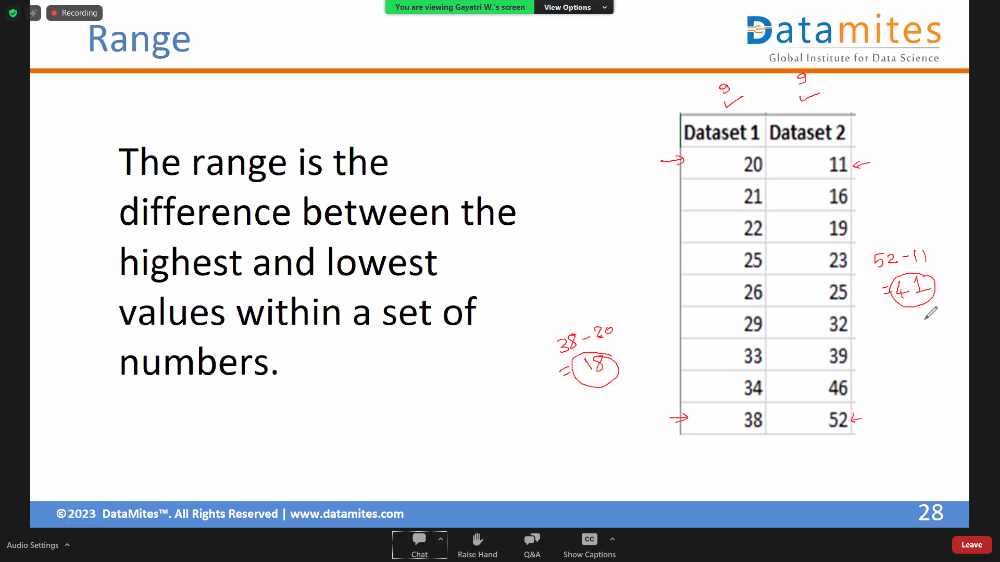 Recording
You are viewing Gayatri W.'s screen
View Options
Range
Datamites
Global Institute for Data Science
9 9
The range is the
difference between the
highest and lowest
values within a set of
numbers.
Dataset 1 Dataset 2
20 11
21 16
22 19
25 23
26 25
29 32
33 39
34 46
38 52
52-11
=41
38-20
=18
©2023 DataMites™. All Rights Reserved | www.datamites.com
28
Audio Settings
Chat
Raise Hand
Q&A
CC
Show Captions
Leave